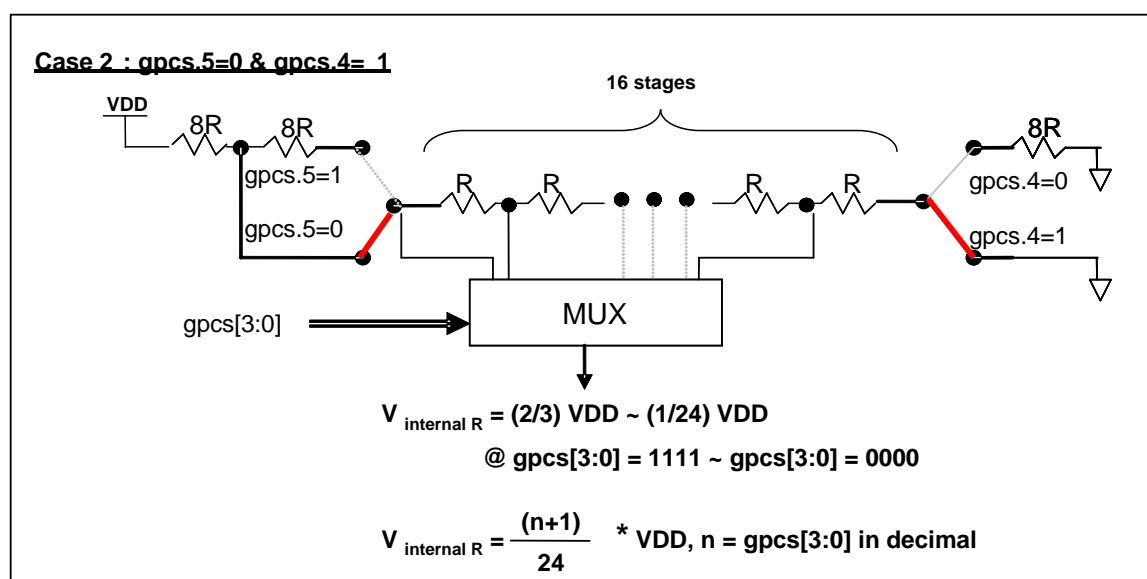 Case 2 : gpcs.5=0 & gpcs.4= 1
16 stages
VDD
8R
8R
8R
gpcs.5=1
R
R
R
R
gpcs.4=0
gpcs.5=0
gpcs.4=1
MUX
gpcs[3:0]
V internal R = (2/3) VDD ~ (1/24) VDD
@ gpcs[3:0] = 1111 ~ gpcs[3:0] = 0000
(n+1)
V internal R = * VDD, n = gpcs[3:0] in decimal
24